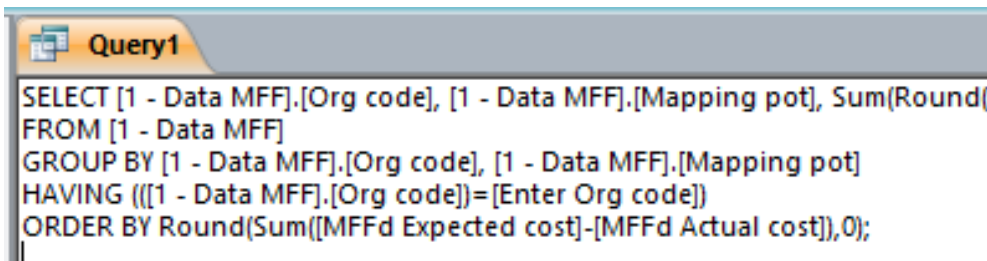 Query1
SELECT [1 - Data MFF].[Org code], [1 - Data MFF].[Mapping pot], Sum(Round(
FROM [1 - Data MFF]
GROUP BY [1 - Data MFF].[Org code], [1 - Data MFF].[Mapping pot]
HAVING ((([1 - Data MFF].[Org code])=[Enter Org code])
ORDER BY Round(Sum([MFFd Expected cost]-[MFFd Actual cost]),0);